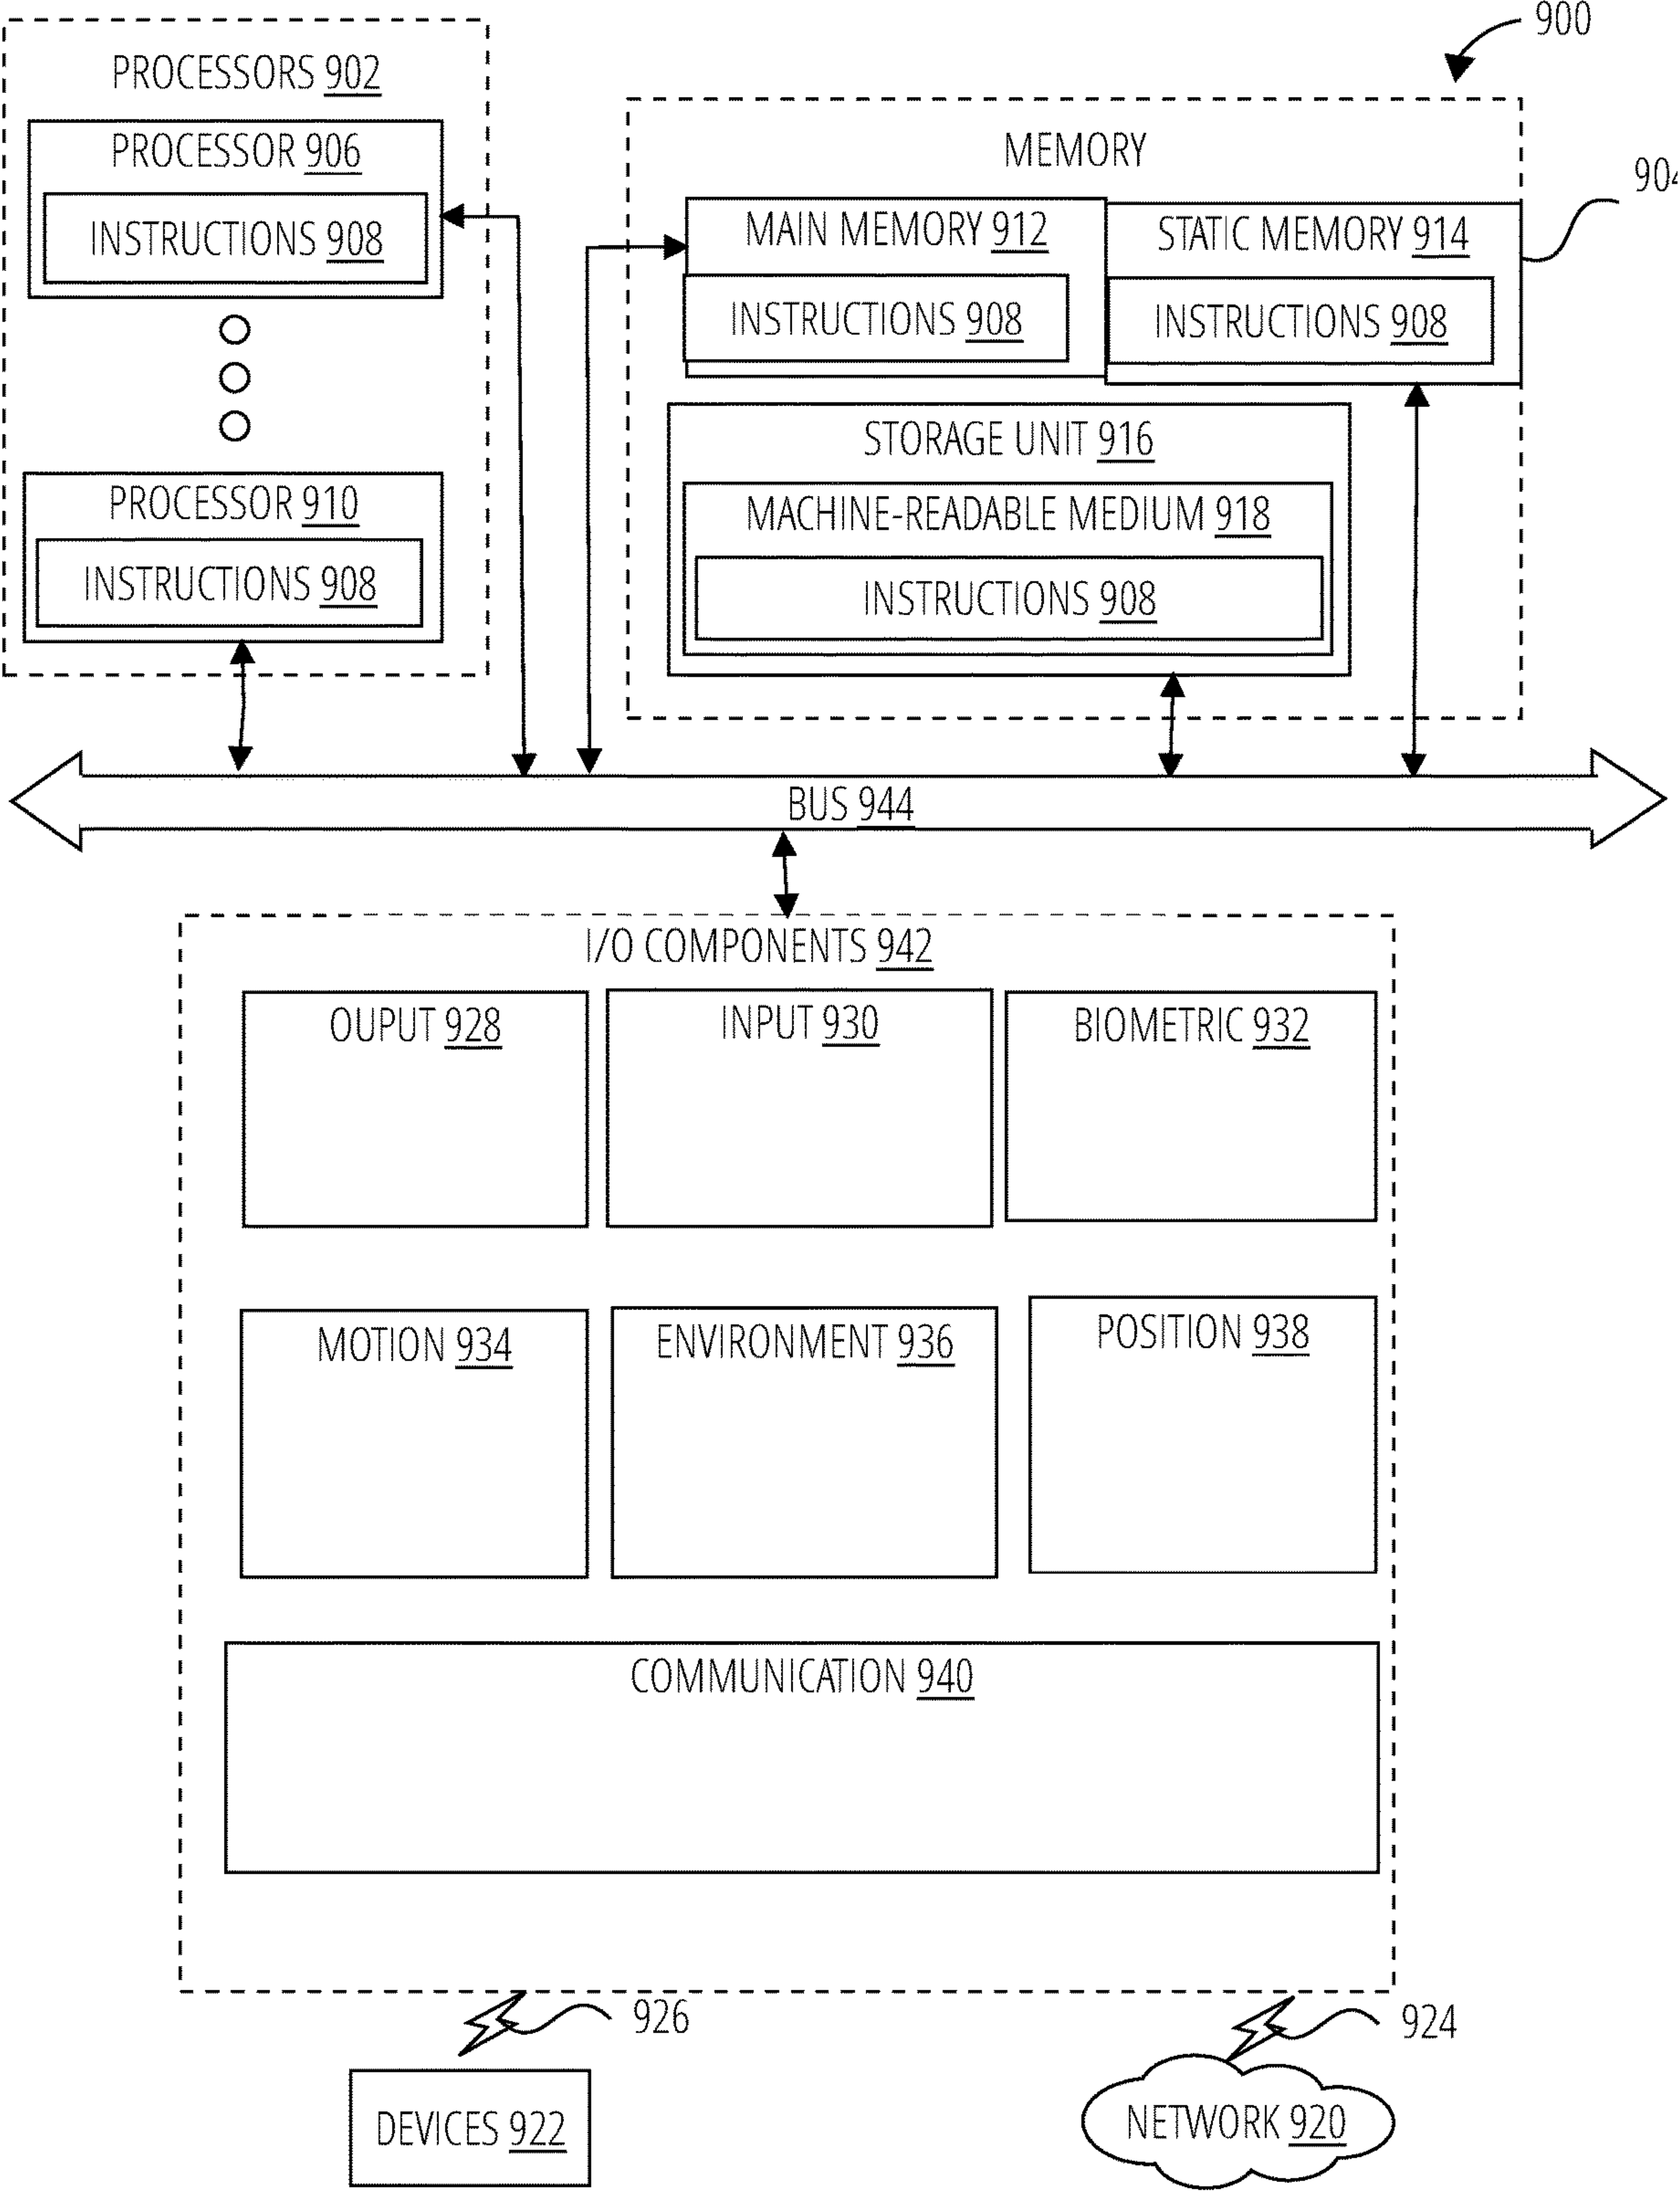 900
PROCESSORS 902
PROCESSOR 906
INSTRUCTIONS 908
PROCESSOR 910
INSTRUCTIONS 908
MEMORY
904
MAIN MEMORY 912
INSTRUCTIONS 908
STATIC MEMORY 914
INSTRUCTIONS 908
STORAGE UNIT 916
MACHINE-READABLE MEDIUM 918
INSTRUCTIONS 908
BUS 944
I/O COMPONENTS 942
OUPUT 928
INPUT 930
BIOMETRIC 932
MOTION 934
ENVIRONMENT 936
POSITION 938
COMMUNICATION 940
926
924
DEVICES 922
NETWORK 920